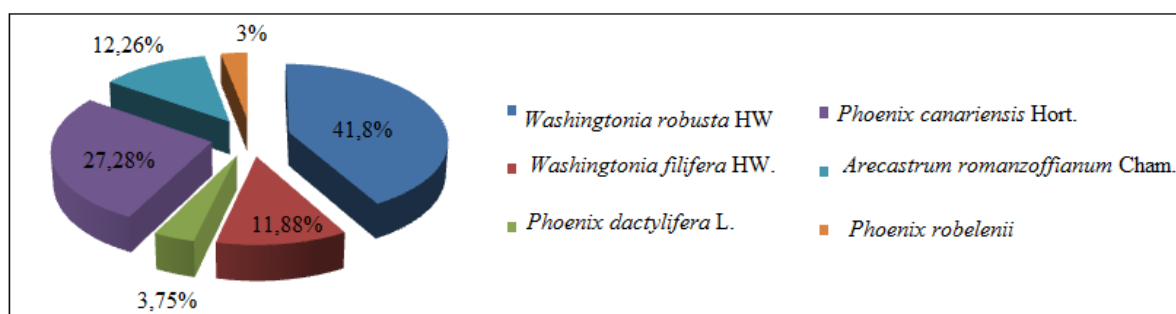 3%
12,26%
41,8%
27,28%
11,88%
3,75%
Washingtonia robusta HW
Phoenix canariensis Hort.
Washingtonia filifera HW.
Arecastrum romanzoffianum Cham.
Phoenix dactylifera L.
Phoenix robelenii